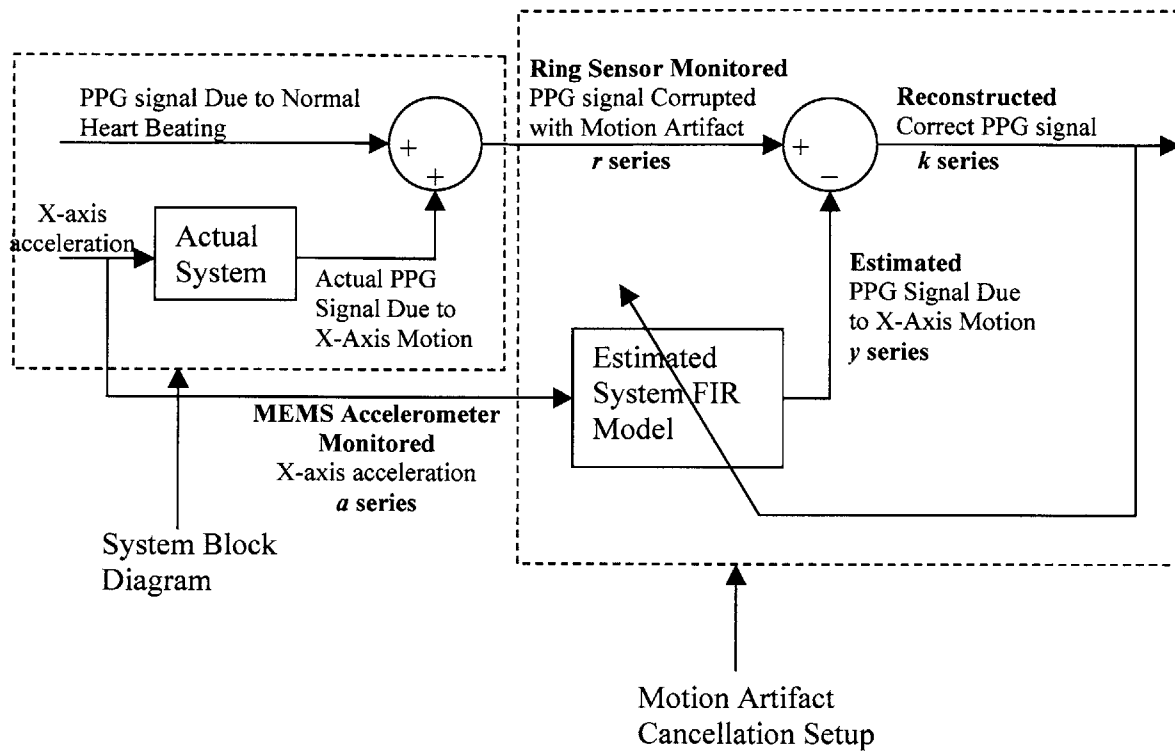 PPG signal Due to Normal
Heart Beating
+
+
X-axis
acceleration
Actual
System
Actual PPG
Signal Due to
X-Axis Motion
Ring Sensor Monitored
PPG signal Corrupted
with Motion Artifact
r series
+
−
Reconstructed
Correct PPG signal
k series
Estimated
PPG Signal Due
to X-Axis Motion
y series
Estimated
System FIR
Model
MEMS Accelerometer
Monitored
X-axis acceleration
a series
System Block
Diagram
Motion Artifact
Cancellation Setup